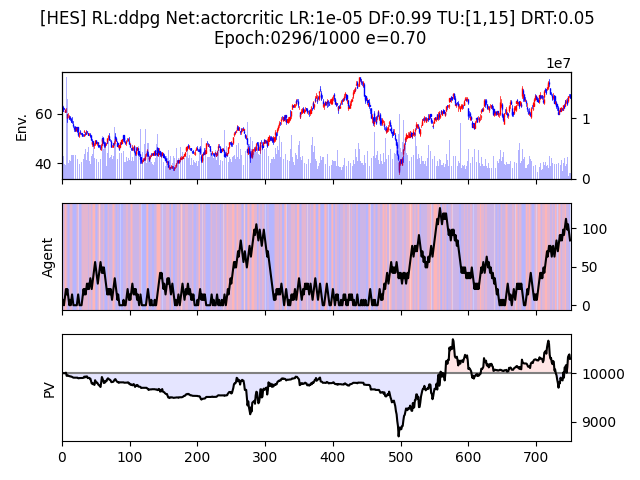 [HES] RL:ddpg Net:actorcritic LR:1e-05 DF:0.99 TU:[1,15] DRT:0.05
Epoch:0296/1000 e=0.70
1e7
Env.
60
40
1
0
Agent
100
50
0
PV
10000
9000
0 100 200 300 400 500 600 700